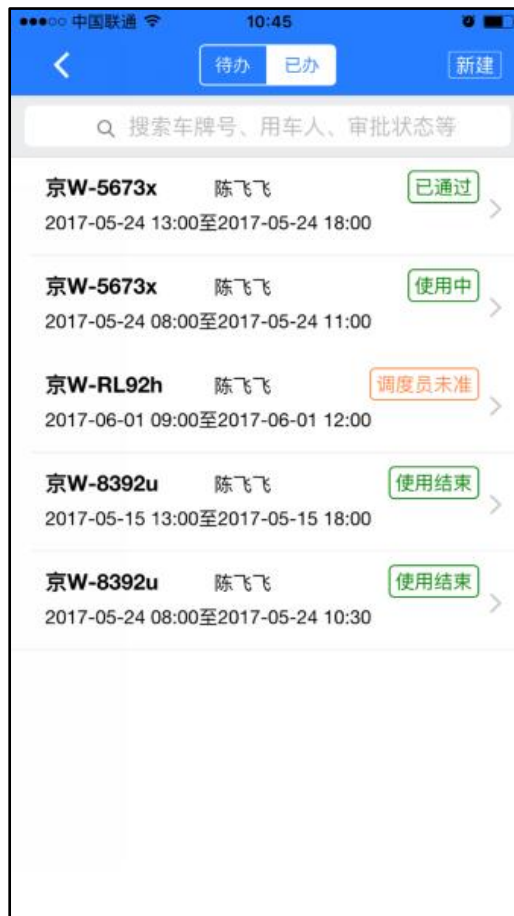 中国联通 10:45
待办 已办 新建
搜索车牌号、用车人、审批状态等
京W-5673x 陈飞飞 已通过
2017-05-24 13:00至2017-05-24 18:00
京W-5673x 陈飞飞 使用中
2017-05-24 08:00至2017-05-24 11:00
京W-RL92h 陈飞飞 调度员未准
2017-06-01 09:00至2017-06-01 12:00
京W-8392u 陈飞飞 使用结束
2017-05-15 13:00至2017-05-15 18:00
京W-8392u 陈飞飞 使用结束
2017-05-24 08:00至2017-05-24 10:30